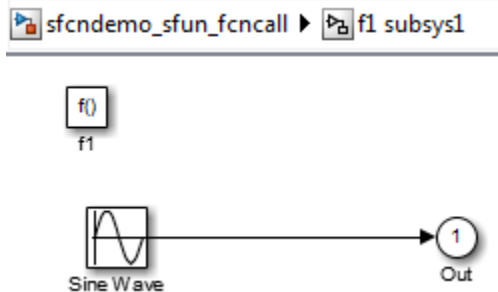 sfcndemo_sfun_fcncall f1 subsys1
f()
f1
Sine Wave
1
Out